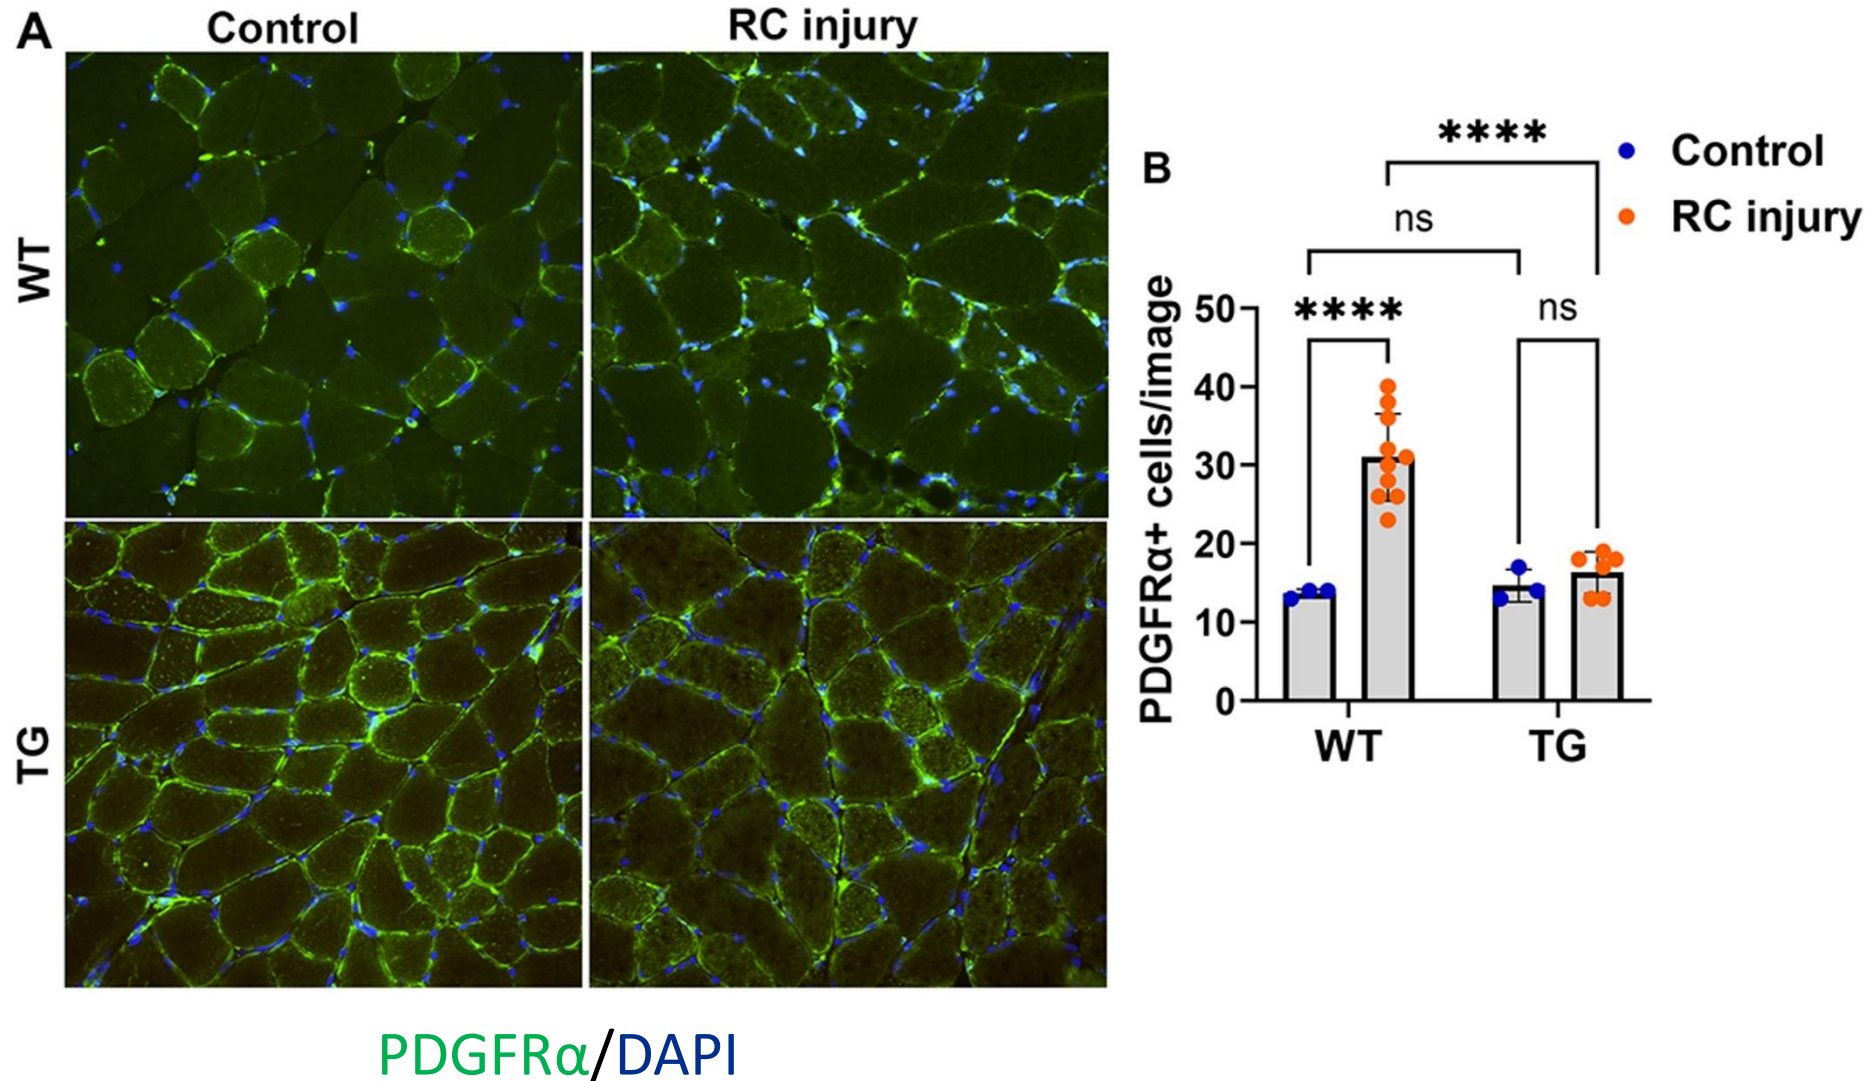 A
Control
RC injury
WT
TG
PDGFRα/DAPI
B
Control
RC injury
****
ns
****
ns
PDGFRα+ cells/image
50
40
30
20
10
0
WT
TG